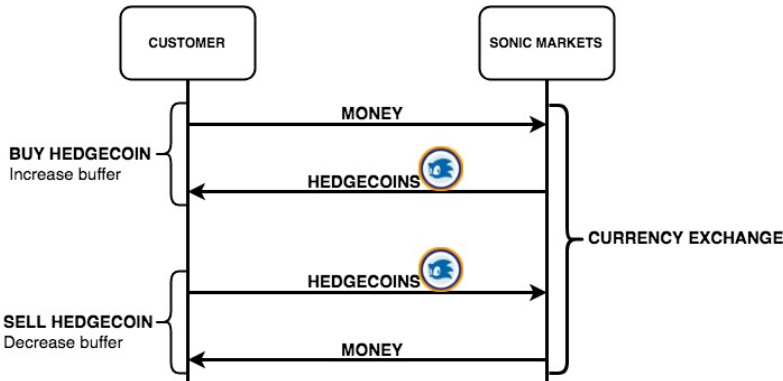 CUSTOMER
SONIC MARKETS
MONEY
BUY HEDGECOIN
Increase buffer
HEDGECOINS
CURRENCY EXCHANGE
HEDGECOINS
SELL HEDGECOIN
Decrease buffer
MONEY